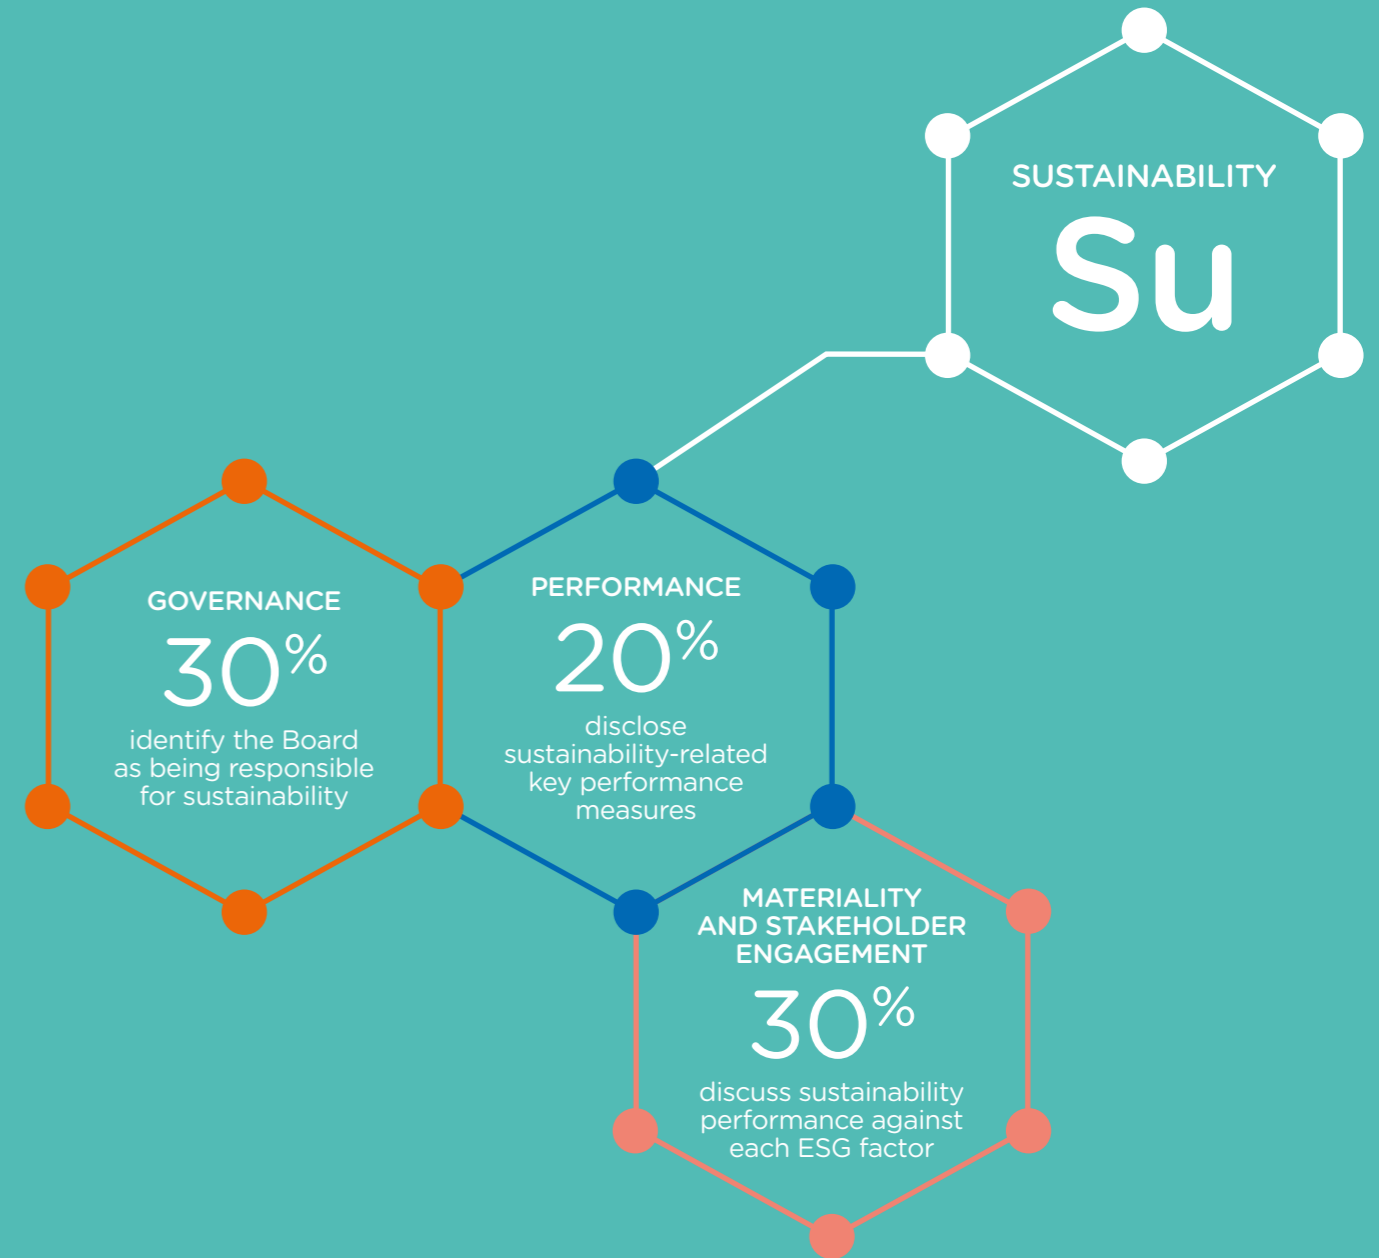 SUSTAINABILITY
Su
GOVERNANCE
30%
identify the Board
as being responsible
for sustainability
PERFORMANCE
20%
disclose
sustainability-related
key performance
measures
MATERIALITY
AND STAKEHOLDER
ENGAGEMENT
30%
discuss sustainability
performance against
each ESG factor